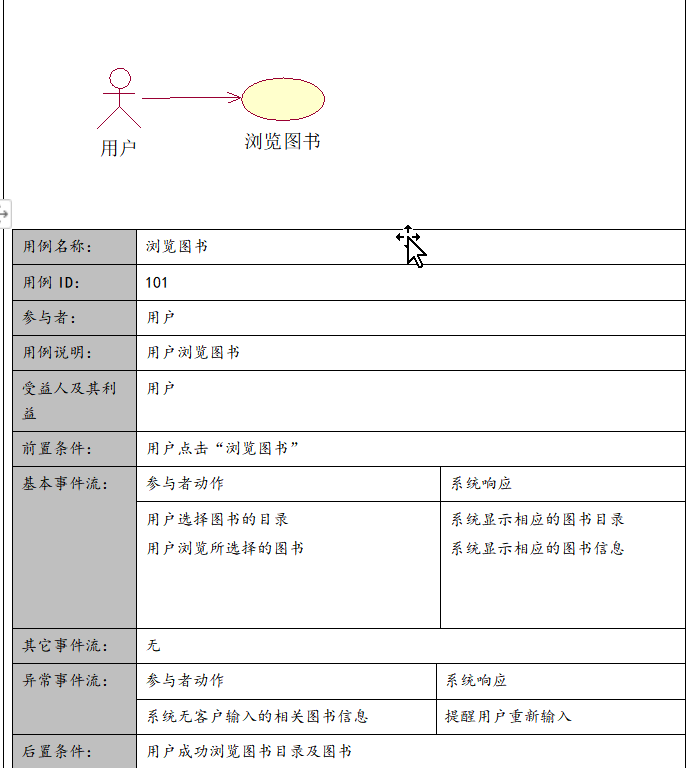 用户
浏览图书
用例名称： 浏览图书
用例 ID： 101
参与者： 用户
用例说明： 用户浏览图书
受益人及其利益 用户
前置条件： 用户点击“浏览图书”
基本事件流： 参与者动作 系统响应
用户选择图书的目录 系统显示相应的图书目录
用户浏览所选择的图书 系统显示相应的图书信息
其它事件流： 无
异常事件流： 参与者动作 系统响应
系统无客户输入的相关图书信息 提醒用户重新输入
后置条件： 用户成功浏览图书目录及图书